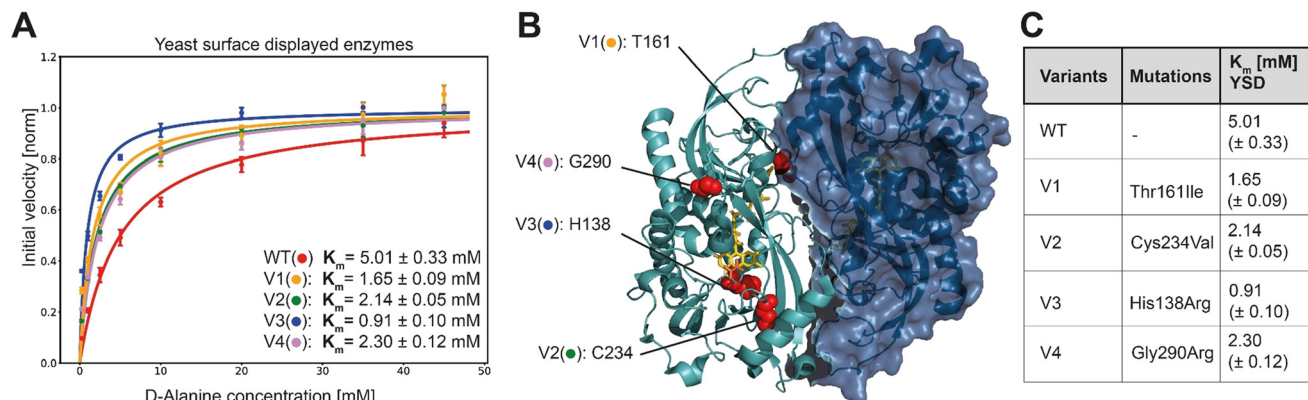 A
Yeast surface displayed enzymes
1.2
1.0
0.8
0.6
0.4
0.2
0.0
Initial velocity [norm]
WT(●) Km = 5.01 ± 0.33 mM
V1(●): Km = 1.65 ± 0.09 mM
V2(●): Km = 2.14 ± 0.05 mM
V3(●): Km = 0.91 ± 0.10 mM
V4(●): Km = 2.30 ± 0.12 mM
0 10 20 30 40 50
D-Alanine concentration [mM]
B
V1(●): T161
V4(●): G290
V3(●): H138
V2(●): C234
C
Variants Mutations Km [mM] YSD
WT - 5.01 (± 0.33)
V1 Thr161Ile 1.65 (± 0.09)
V2 Cys234Val 2.14 (± 0.05)
V3 His138Arg 0.91 (± 0.10)
V4 Gly290Arg 2.30 (± 0.12)